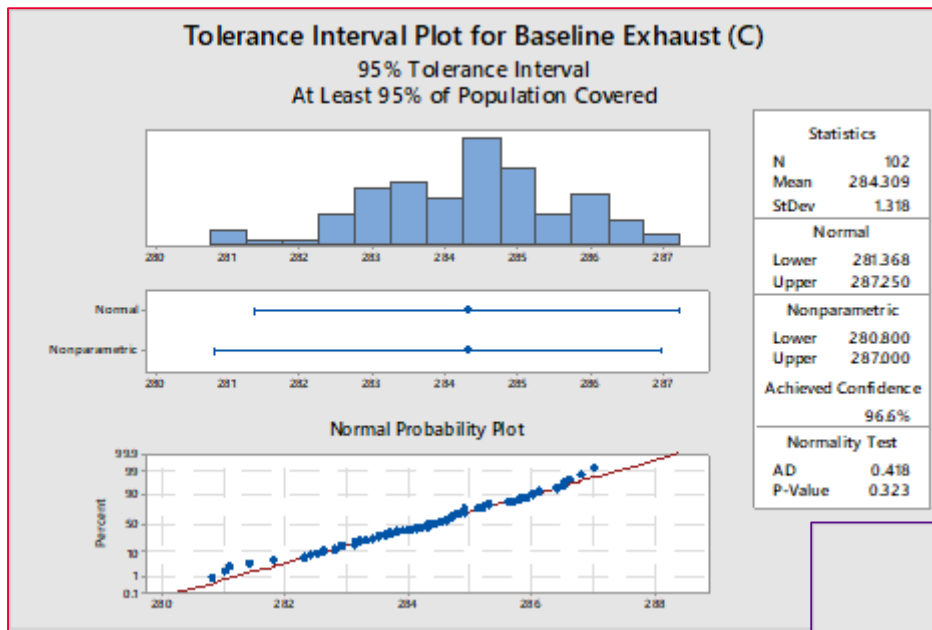 Tolerance Interval Plot for Baseline Exhaust (C)
95% Tolerance Interval
At Least 95% of Population Covered
280 281 282 283 284 285 286 287
Normal
Nonparametric
280 281 282 283 284 285 286 287
Normal Probability Plot
Percent
99.9
99
90
50
10
1
0.1
280 282 284 286 288
Statistics
N 102
Mean 284.309
StDev 1.318
Normal
Lower 281.368
Upper 287.250
Nonparametric
Lower 280.800
Upper 287.000
Achieved Confidence
96.6%
Normality Test
AD 0.418
P-Value 0.323